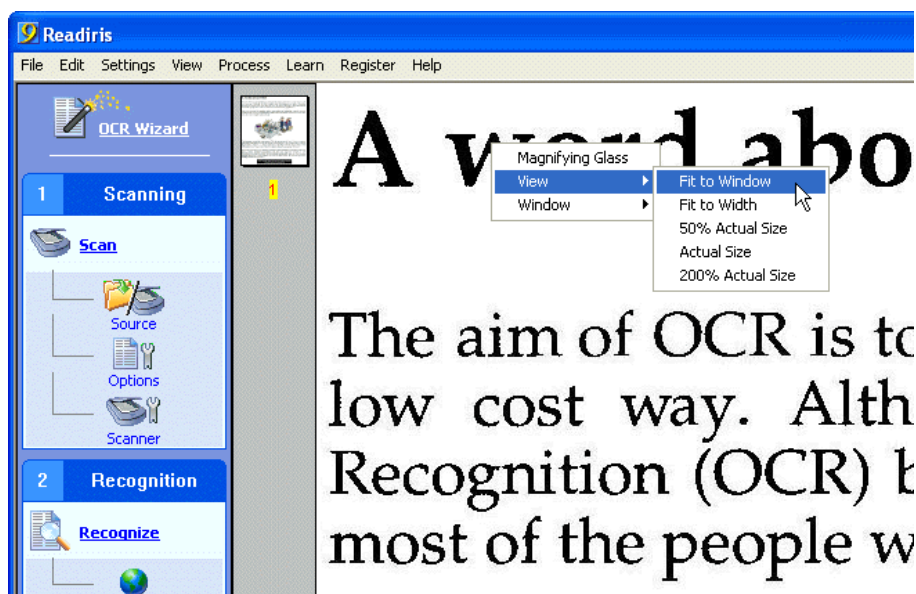 Readiris
File Edit Settings View Process Learn Register Help
OCR Wizard
1 Scanning
Scan
Source
Options
Scanner
2 Recognition
Recognize
1
A word abo
Magnifying Glass
View
Window
Fit to Window
Fit to Width
50% Actual Size
Actual Size
200% Actual Size
The aim of OCR is to
low cost way. Alth
Recognition (OCR) b
most of the people w